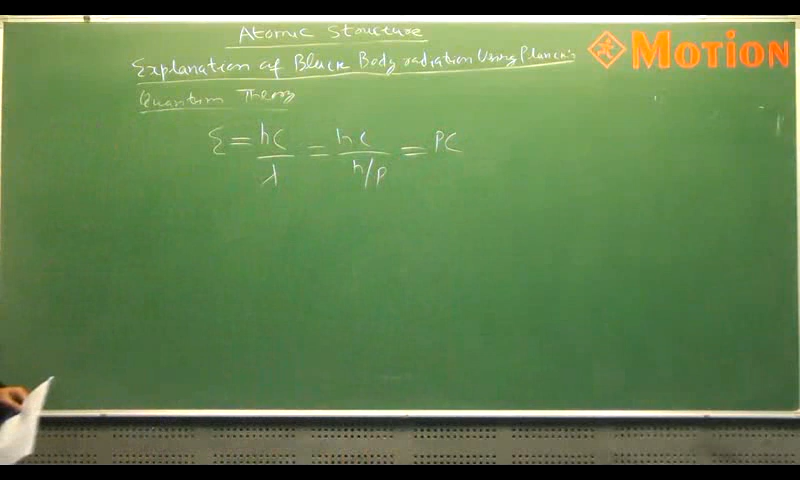 Atomic Structure
MOTION
Explanation of Black Body radiation Using Planck's
Quantum Theory
E = hc/λ = hc/h/p = PC